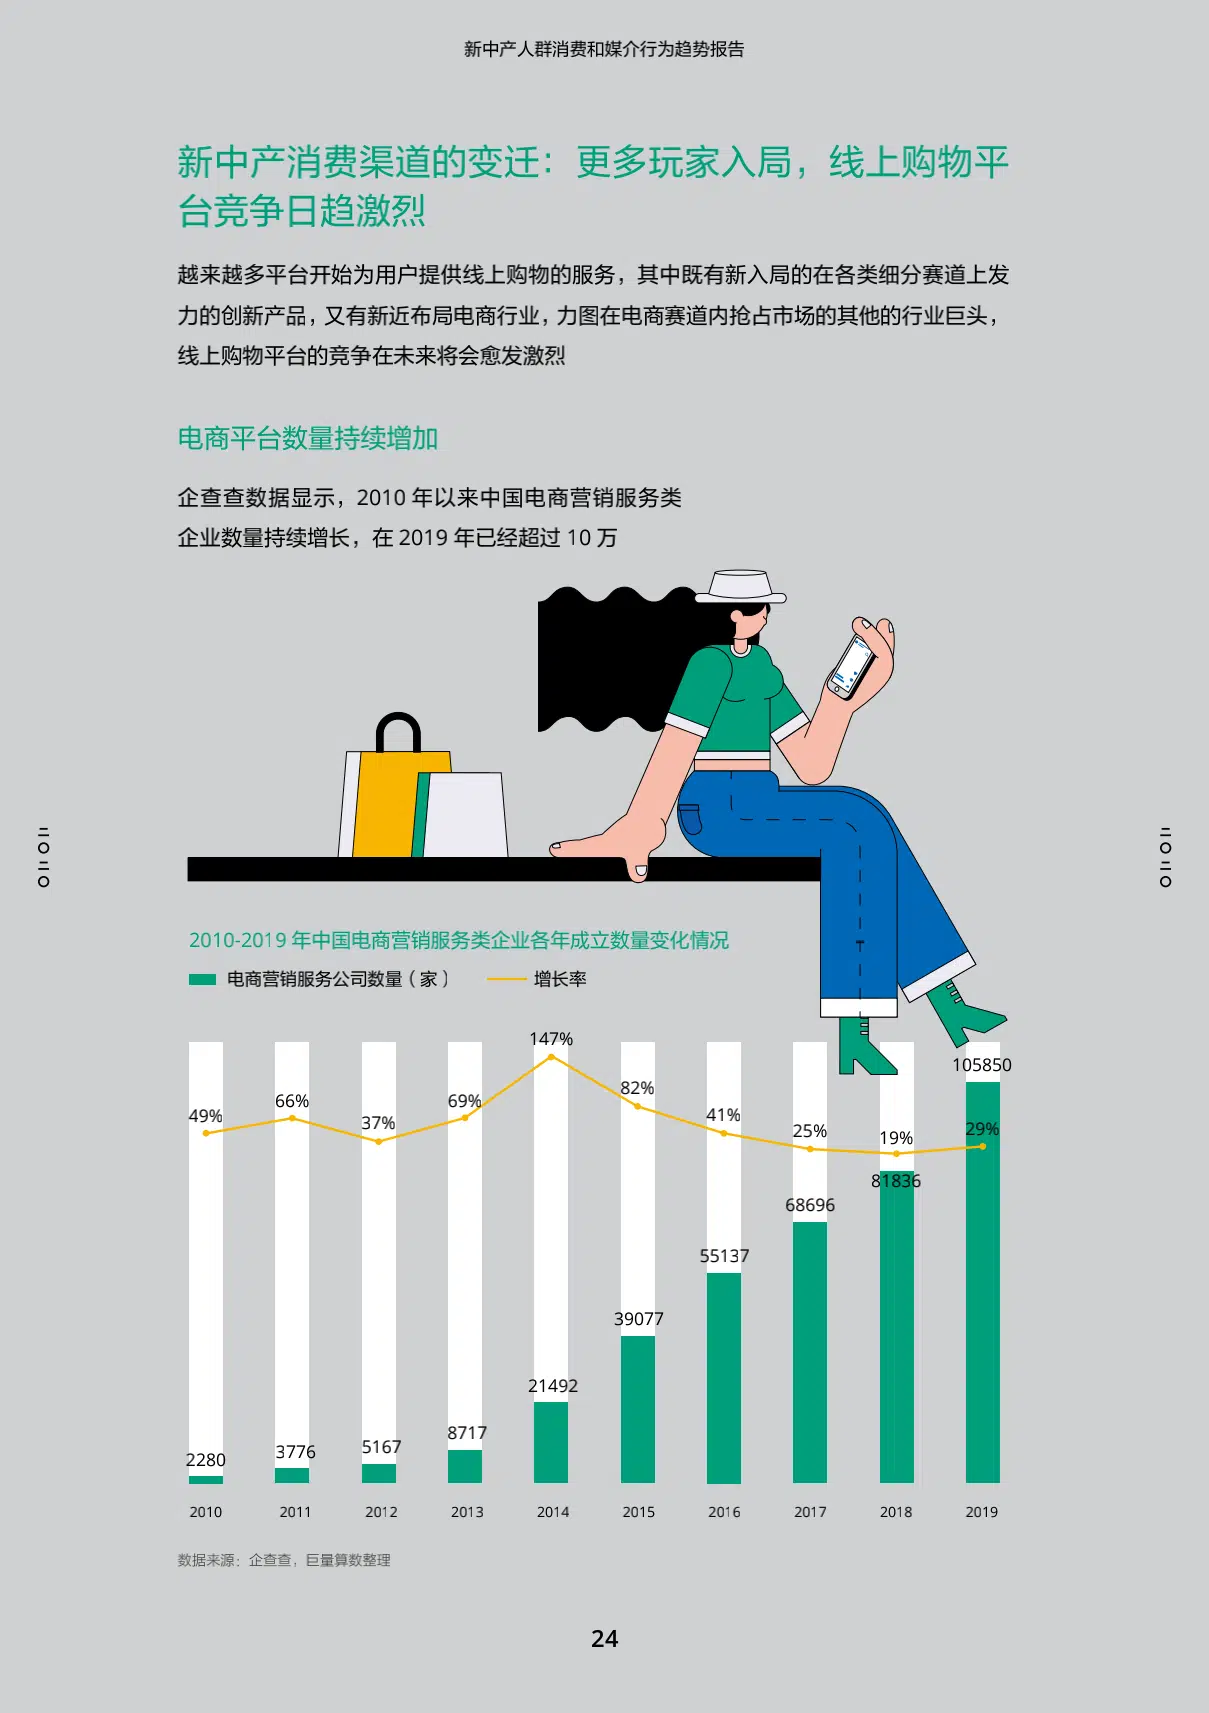 新中产人群消费和媒介行为趋势报告
新中产消费渠道的变迁：更多玩家入局，线上购物平
台竞争日趋激烈
越来越多平台开始为用户提供线上购物的服务，其中既有新入局的在各类细分赛道上发
力的创新产品，又有新近布局电商行业，力图在电商赛道内抢占市场的其他的行业巨头，
线上购物平台的竞争在未来将会愈发激烈
电商平台数量持续增加
企查查数据显示，2010 年以来中国电商营销服务类
企业数量持续增长，在 2019 年已经超过 10 万
二〇二〇
二〇二〇
2010-2019 年中国电商营销服务类企业各年成立数量变化情况
电商营销服务公司数量（家） 增长率
49% 66% 37% 69% 147% 82% 41% 25% 19% 29%
2280 3776 5167 8717 21492 39077 55137 68696 81836 105850
2010 2011 2012 2013 2014 2015 2016 2017 2018 2019
数据来源：企查查，巨量算数整理
24